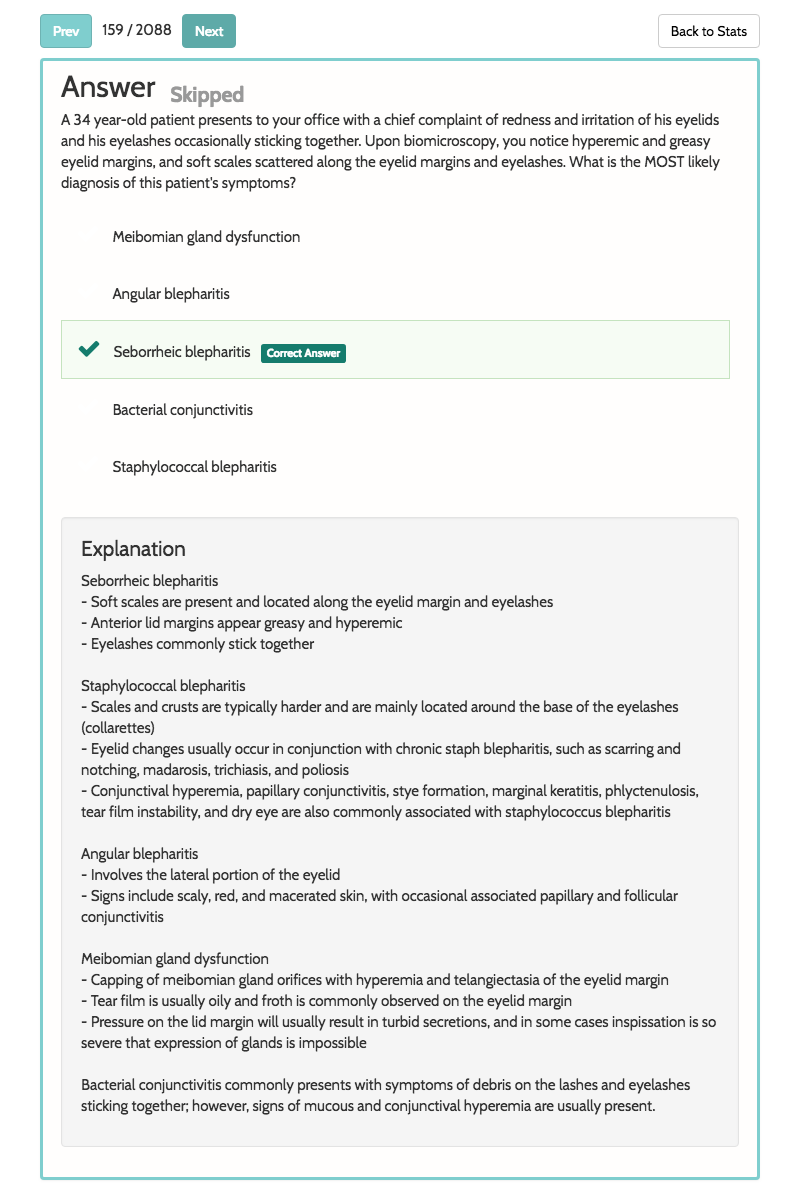 Prev 159 / 2088 Next Back to Stats
Answer Skipped
A 34 year-old patient presents to your office with a chief complaint of redness and irritation of his eyelids
and his eyelashes occasionally sticking together. Upon biomicroscopy, you notice hyperemic and greasy
eyelid margins, and soft scales scattered along the eyelid margins and eyelashes. What is the MOST likely
diagnosis of this patient's symptoms?
Meibomian gland dysfunction
Angular blepharitis
Seborrheic blepharitis Correct Answer
Bacterial conjunctivitis
Staphylococcal blepharitis
Explanation
Seborrheic blepharitis
- Soft scales are present and located along the eyelid margin and eyelashes
- Anterior lid margins appear greasy and hyperemic
- Eyelashes commonly stick together
Staphylococcal blepharitis
- Scales and crusts are typically harder and are mainly located around the base of the eyelashes
(collarettes)
- Eyelid changes usually occur in conjunction with chronic staph blepharitis, such as scarring and
notching, madarosis, trichiasis, and poliosis
- Conjunctival hyperemia, papillary conjunctivitis, stye formation, marginal keratitis, phlyctenulosis,
tear film instability, and dry eye are also commonly associated with staphylococcus blepharitis
Angular blepharitis
- Involves the lateral portion of the eyelid
- Signs include scaly, red, and macerated skin, with occasional associated papillary and follicular
conjunctivitis
Meibomian gland dysfunction
- Capping of meibomian gland orifices with hyperemia and telangiectasia of the eyelid margin
- Tear film is usually oily and froth is commonly observed on the eyelid margin
- Pressure on the lid margin will usually result in turbid secretions, and in some cases inspissation is so
severe that expression of glands is impossible
Bacterial conjunctivitis commonly presents with symptoms of debris on the lashes and eyelashes
sticking together; however, signs of mucous and conjunctival hyperemia are usually present.